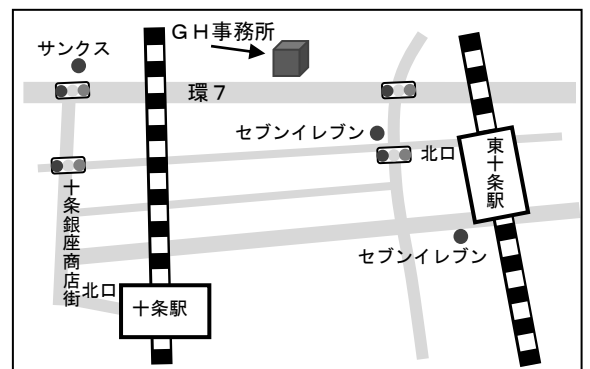 GH事務所
サンクス
環7
セブンイレブン
北口
東十条駅
十条銀座商店街
セブンイレブン
北口
十条駅